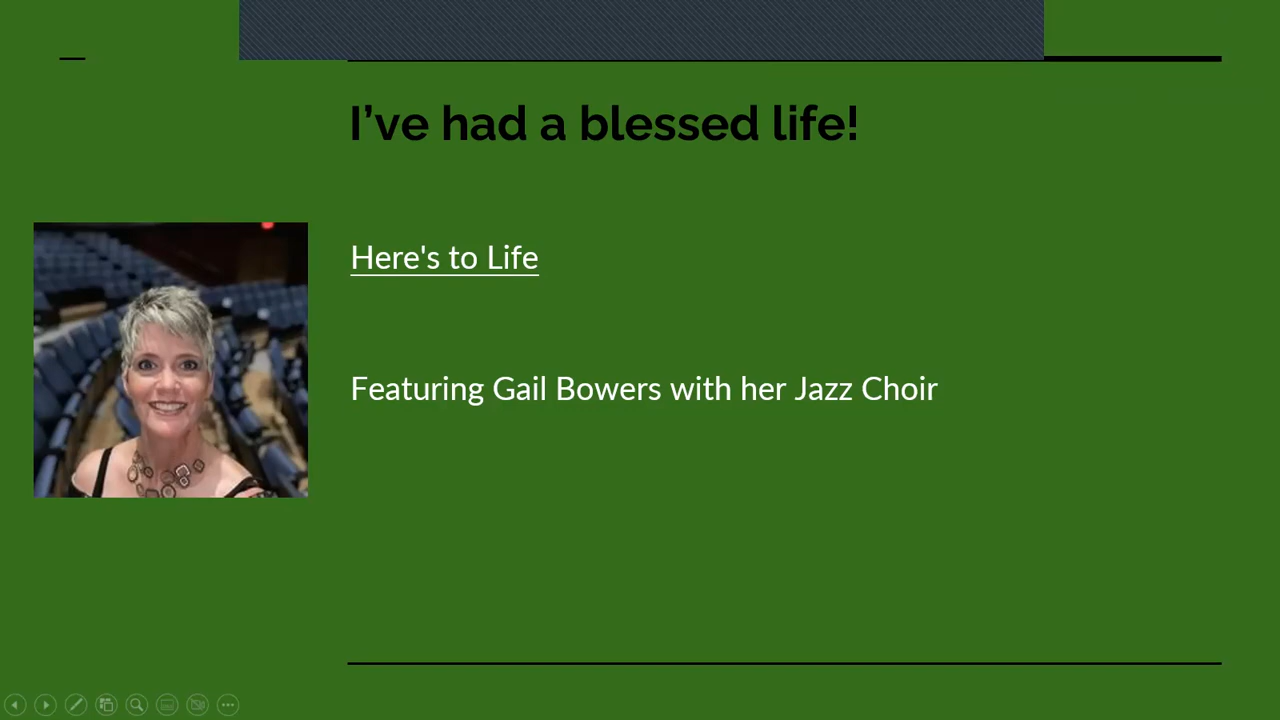 I’ve had a blessed life!
Here's to Life
Featuring Gail Bowers with her Jazz Choir